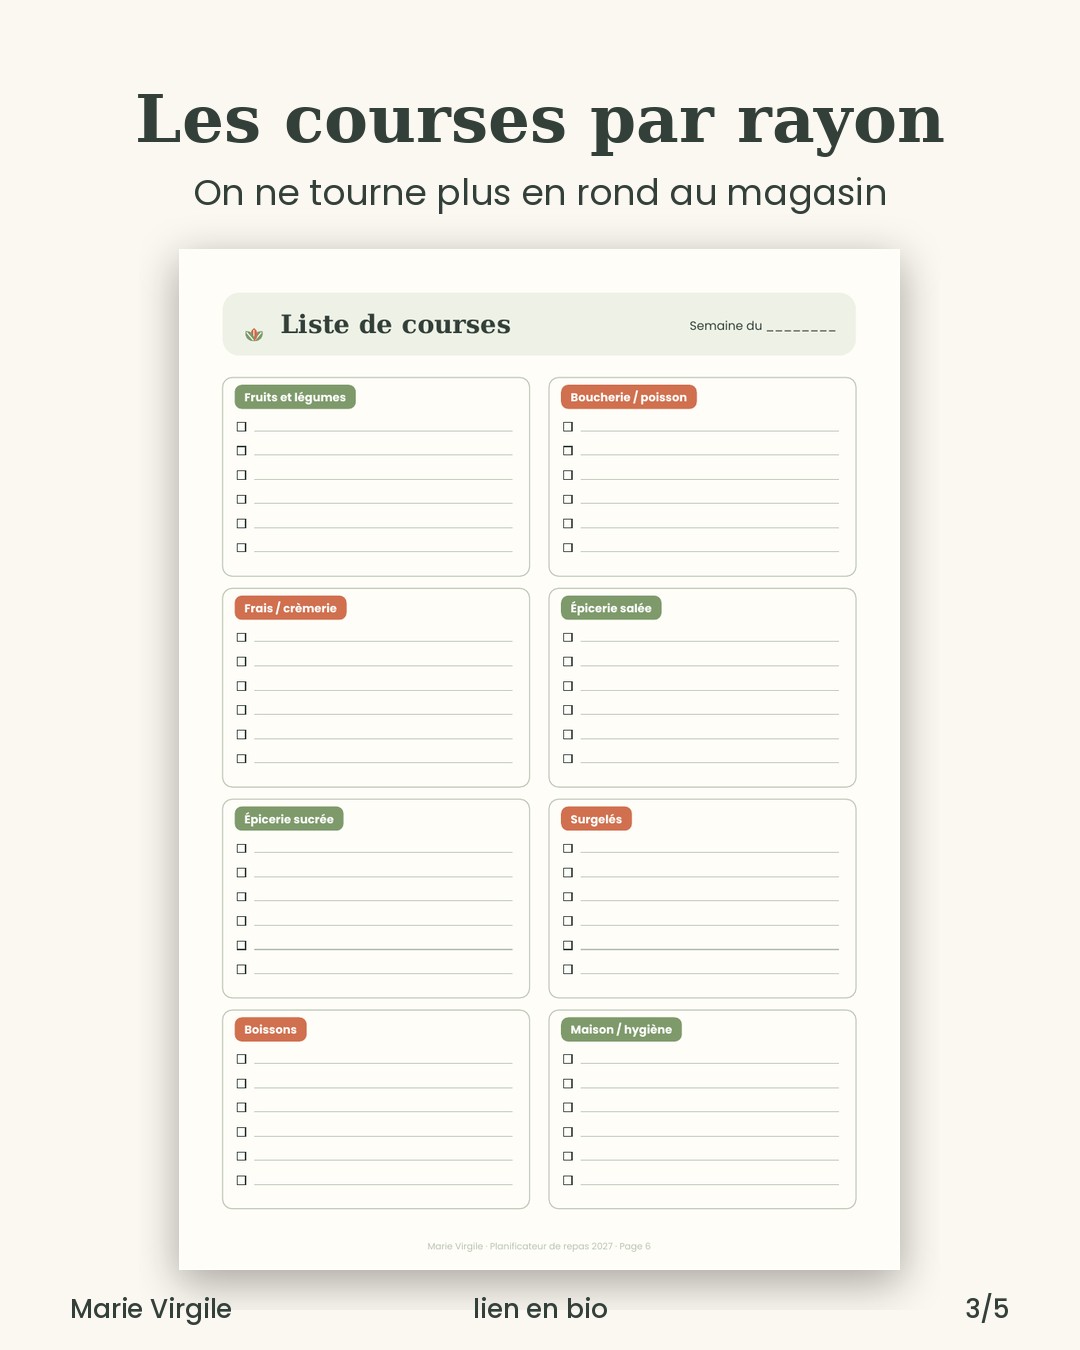 Les courses par rayon
On ne tourne plus en rond au magasin
Liste de courses
Semaine du ________
Fruits et légumes
Boucherie / poisson
Frais / crèmerie
Épicerie salée
Épicerie sucrée
Surgelés
Boissons
Maison / hygiène
Marie Virgile · Planificateur de repas 2027 · Page 6
Marie Virgile
lien en bio
3/5